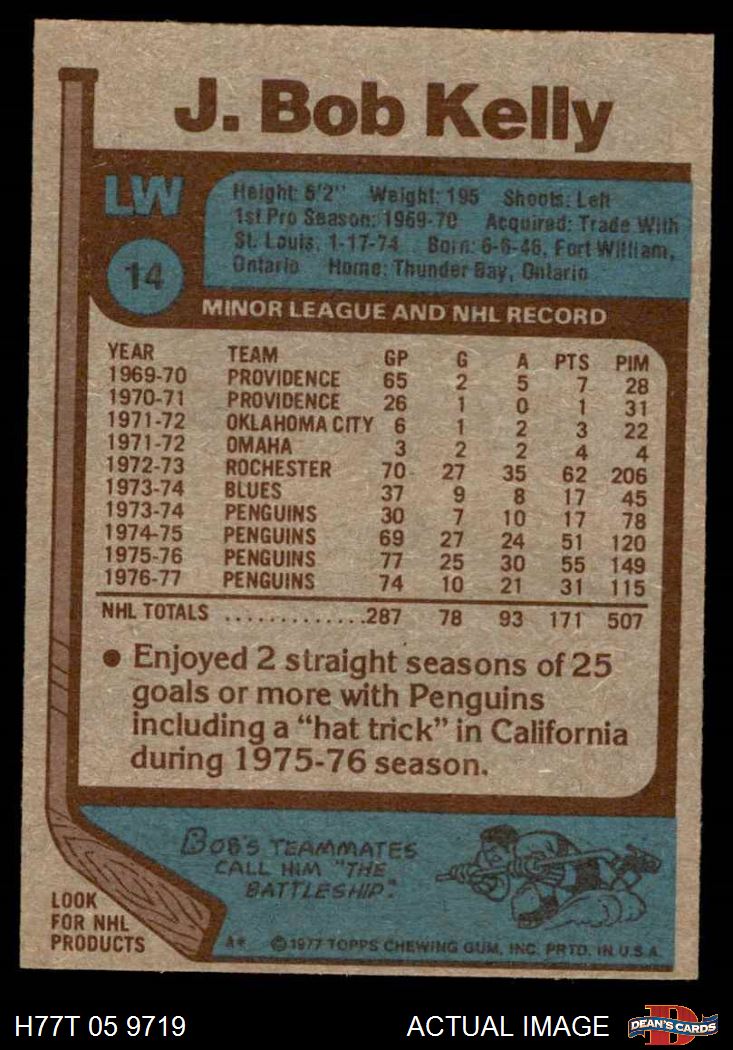 J. Bob Kelly
LW
Height: 6'2" Weight: 195 Shoots: Left
1st Pro Season: 1969-70 Acquired: Trade With
St. Louis, 1-17-74 Born: 6-6-46, Fort William,
Ontario Home: Thunder Bay, Ontario
14
MINOR LEAGUE AND NHL RECORD
YEAR TEAM GP G A PTS PIM
1969-70 PROVIDENCE 65 2 5 7 28
1970-71 PROVIDENCE 26 1 0 1 31
1971-72 OKLAHOMA CITY 6 1 2 3 22
1971-72 OMAHA 3 2 2 4 4
1972-73 ROCHESTER 70 27 35 62 206
1973-74 BLUES 37 9 8 17 45
1973-74 PENGUINS 30 7 10 17 78
1974-75 PENGUINS 69 27 24 51 120
1975-76 PENGUINS 77 25 30 55 149
1976-77 PENGUINS 74 10 21 31 115
NHL TOTALS .............287 78 93 171 507
• Enjoyed 2 straight seasons of 25
goals or more with Penguins
including a "hat trick" in California
during 1975-76 season.
BOB'S TEAMMATES
CALL HIM "THE
BATTLESHIP."
LOOK
FOR NHL
PRODUCTS
A* ©1977 TOPPS CHEWING GUM, INC. PRTD. IN U.S.A.
H77T 05 9719 ACTUAL IMAGE DEAN'S CARDS